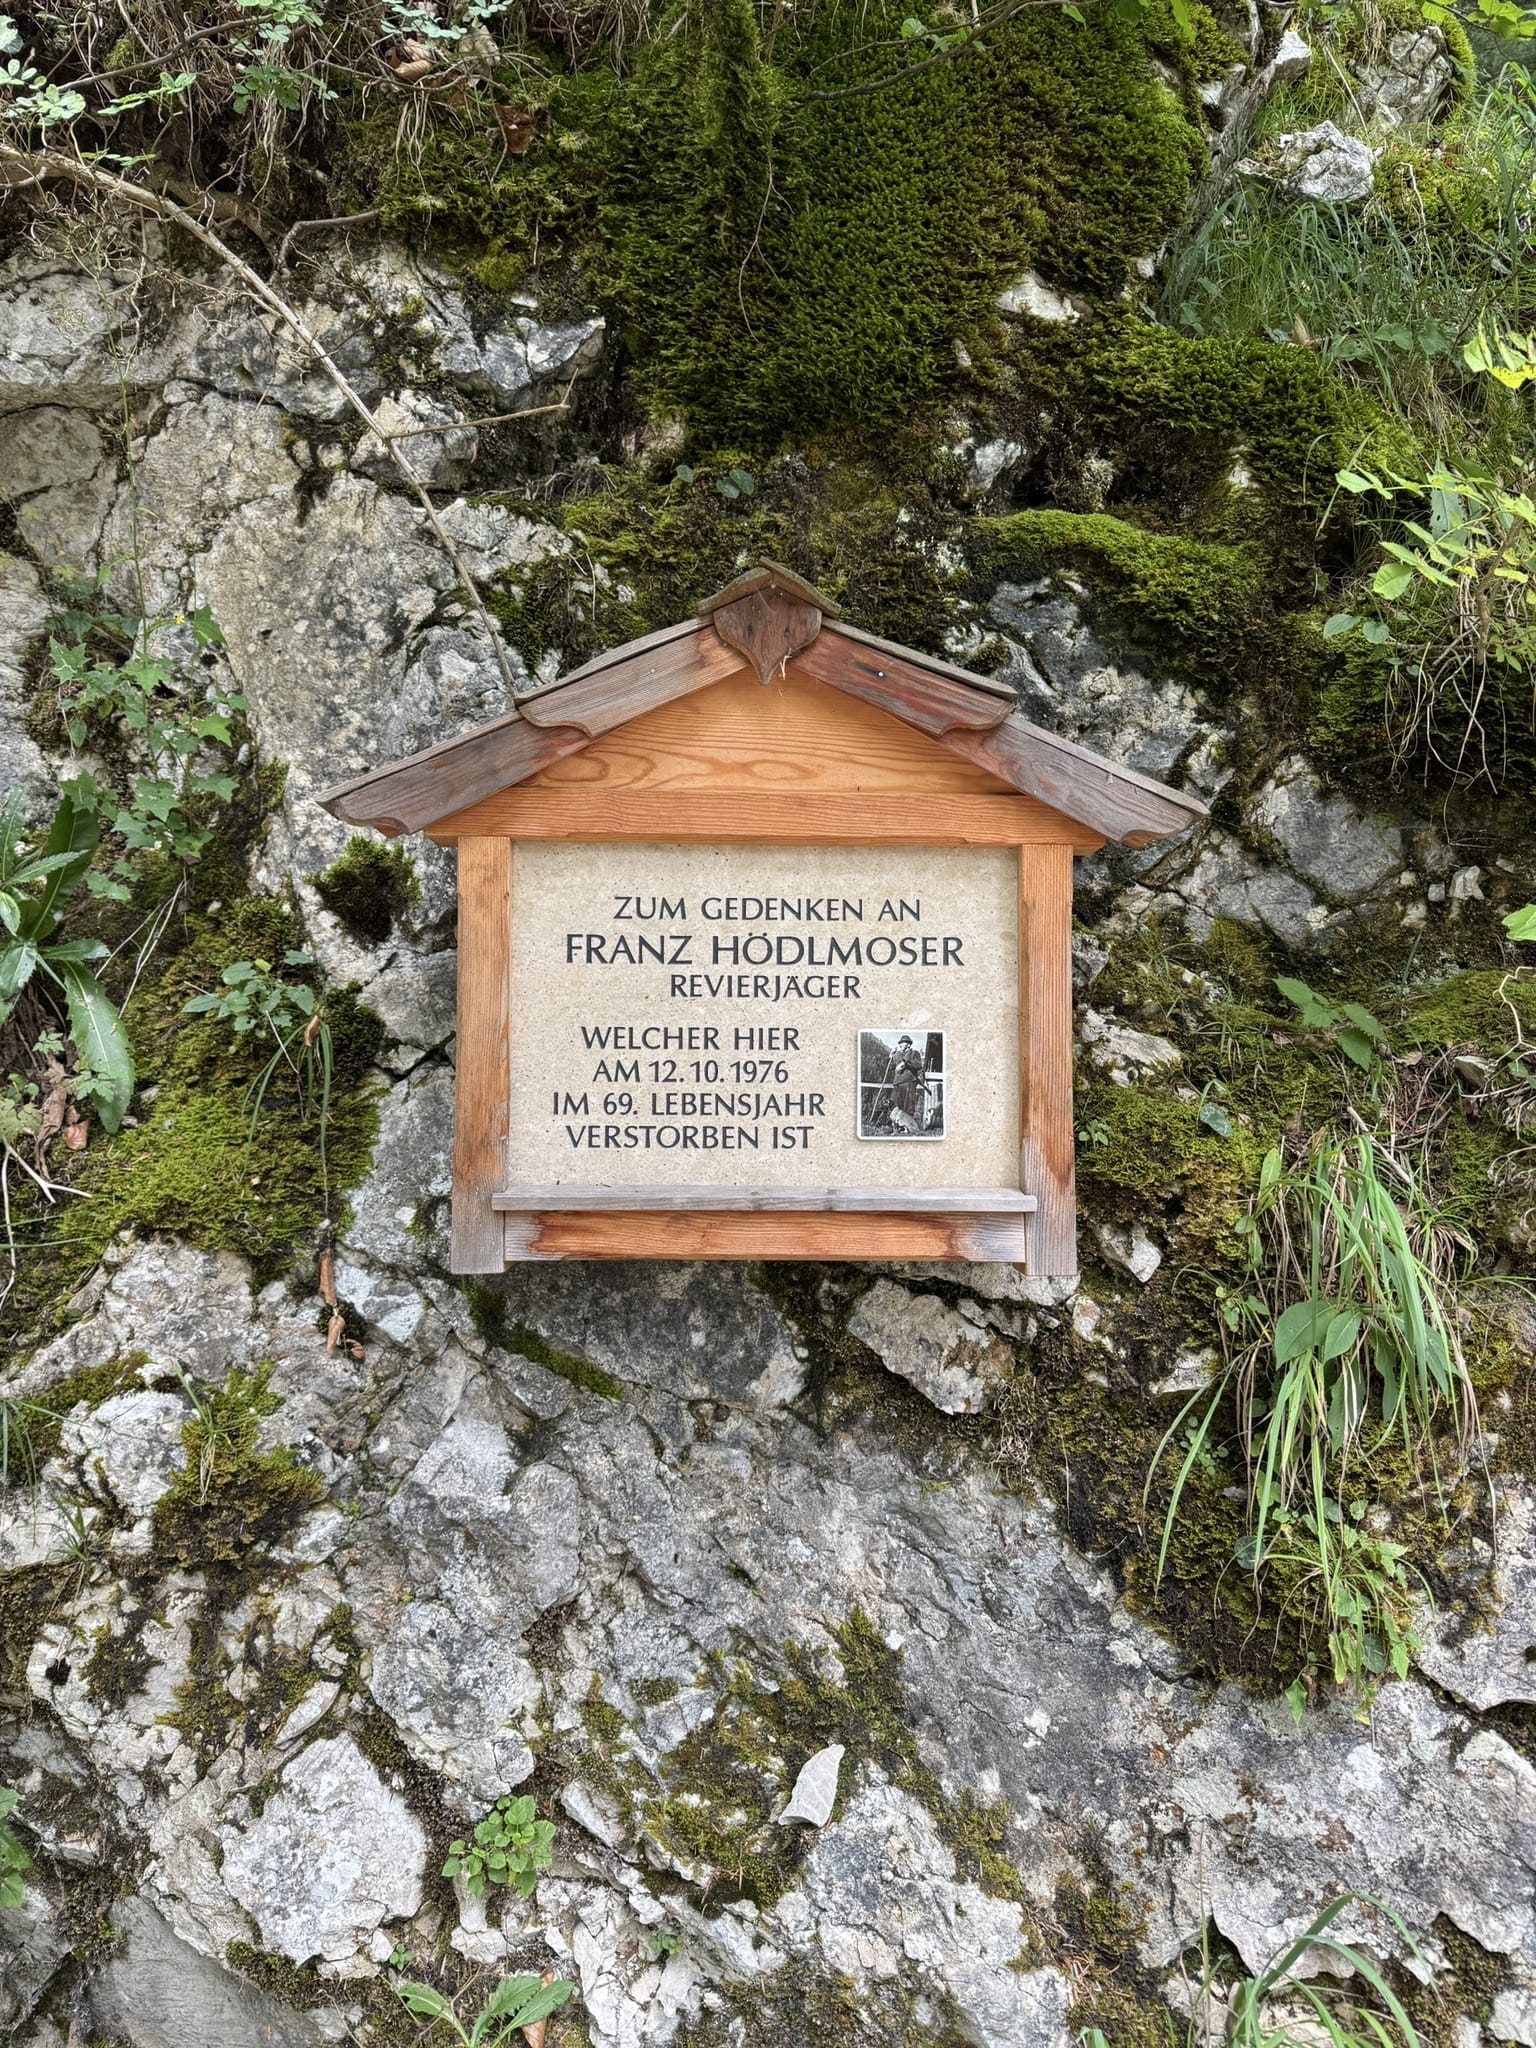 ZUM GEDENKEN AN
FRANZ HÖDLMOSER
REVIERJÄGER
WELCHER HIER
AM 12.10.1976
IM 69. LEBENSJAHR
VERSTORBEN IST